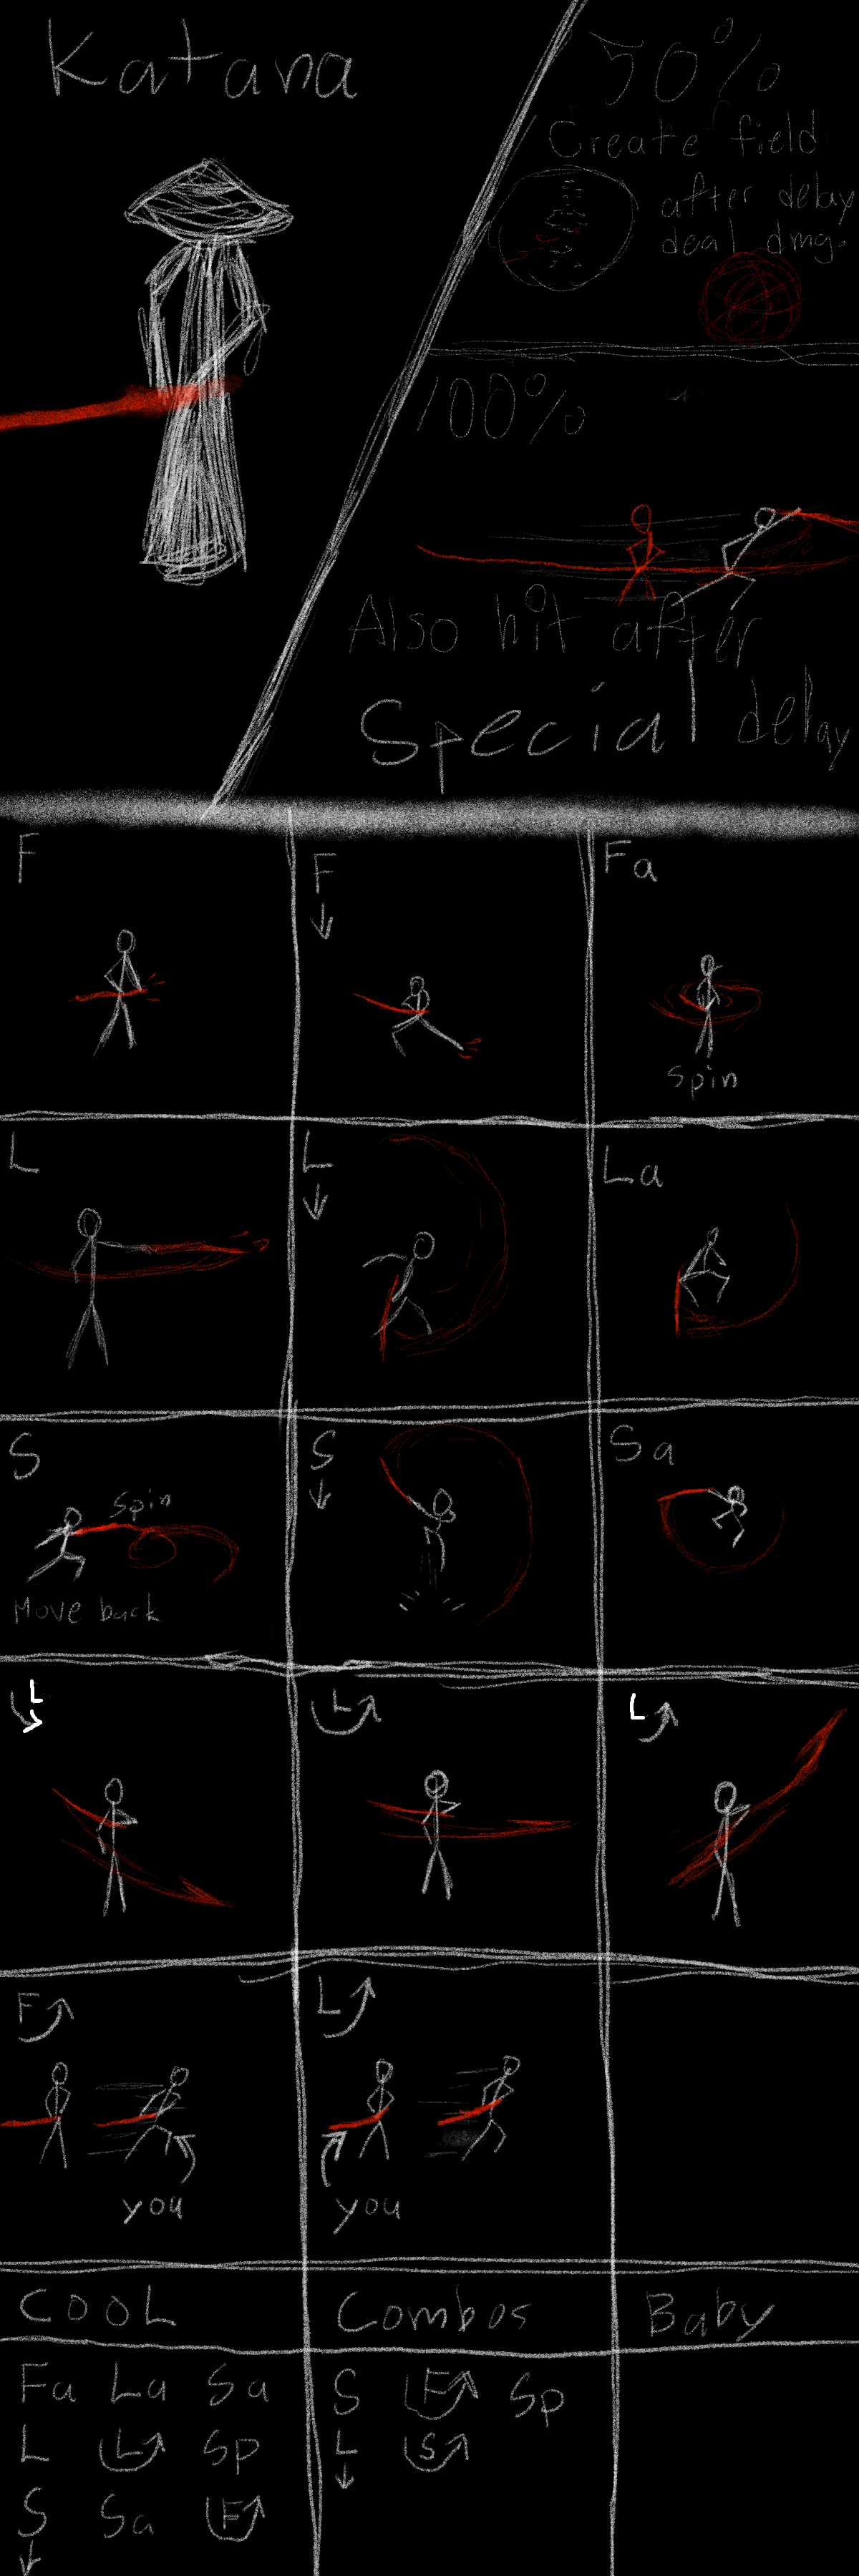 Katana
50%
Create field
after delay
deal dmg.
100%
Also hit after
Special delay
F
F ↓
Fa
Spin
L
L ↓
La
S
Spin
Move back
S ↓
Sa
L
L
L
F
you
L
you
COOL
Combos
Baby
Fa La Sa
L L Sp
S ↓ Sa F
S F Sp
L ↓ S